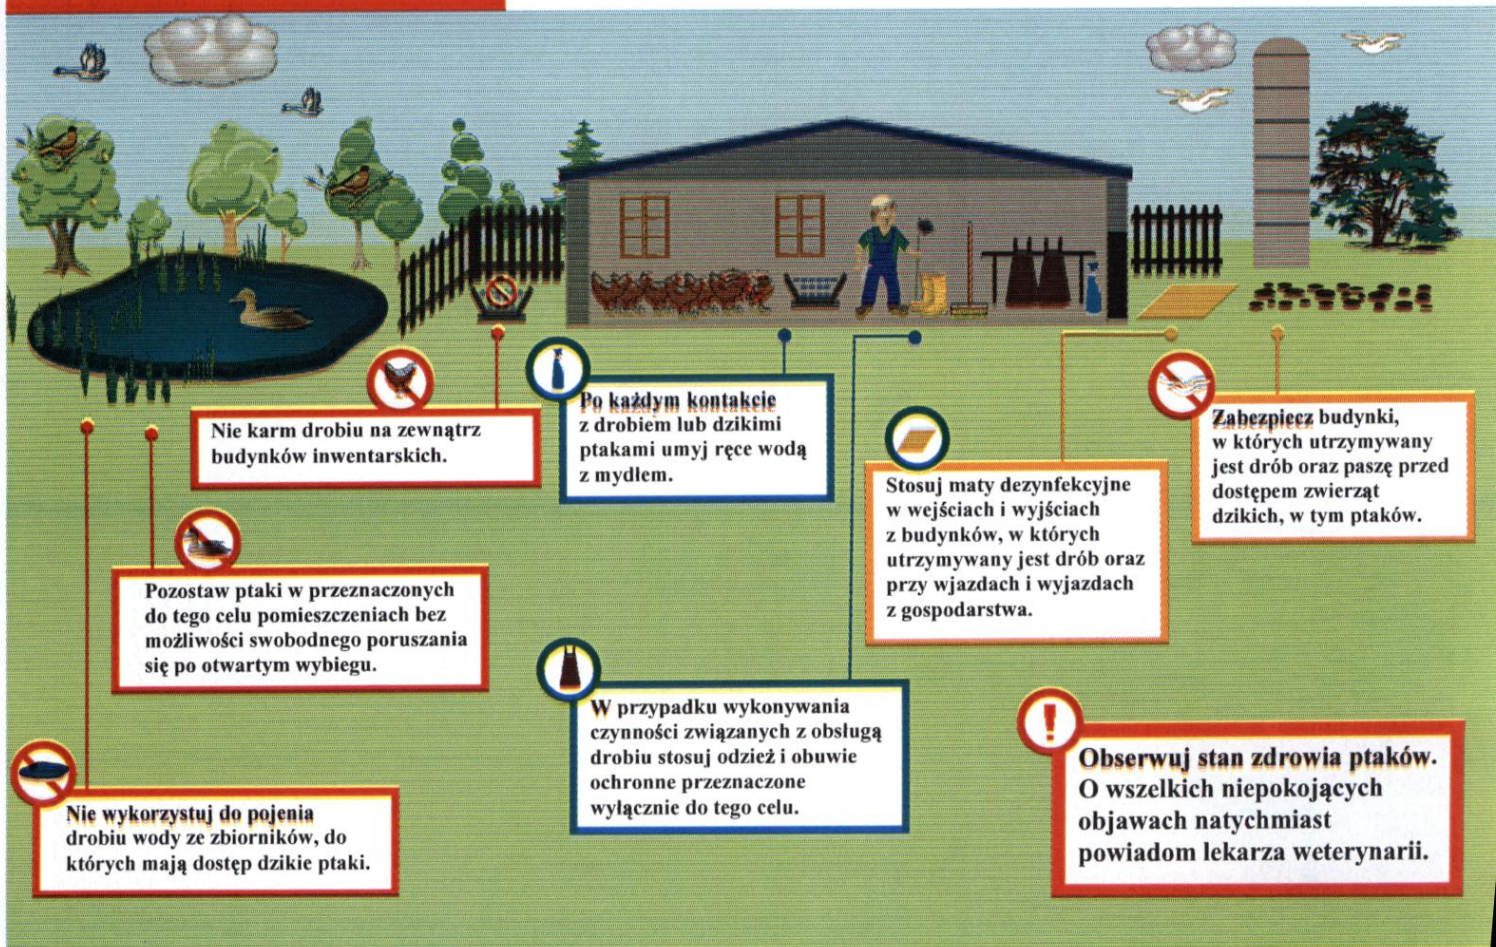 Nie karm drobiu na zewnątrz
budynków inwentarskich.
Po każdym kontakcie
z drobiem lub dzikimi
ptakami umyj ręce wodą
z mydłem.
Zabezpiecz budynki,
w których utrzymywany
jest drób oraz paszę przed
dostępem zwierząt
dzikich, w tym ptaków.
Stosuj maty dezynfekcyjne
w wejściach i wyjściach
z budynków, w których
utrzymywany jest drób oraz
przy wjazdach i wyjazdach
z gospodarstwa.
Pozostaw ptaki w przeznaczonych
do tego celu pomieszczeniach bez
możliwości swobodnego poruszania
się po otwartym wybiegu.
W przypadku wykonywania
czynności związanych z obsługą
drobiu stosuj odzież i obuwie
ochronne przeznaczone
wyłącznie do tego celu.
Obserwuj stan zdrowia ptaków.
O wszelkich niepokojących
objawach natychmiast
powiadom lekarza weterynarii.
Nie wykorzystuj do pojenia
drobiu wody ze zbiorników, do
których mają dostęp dzikie ptaki.